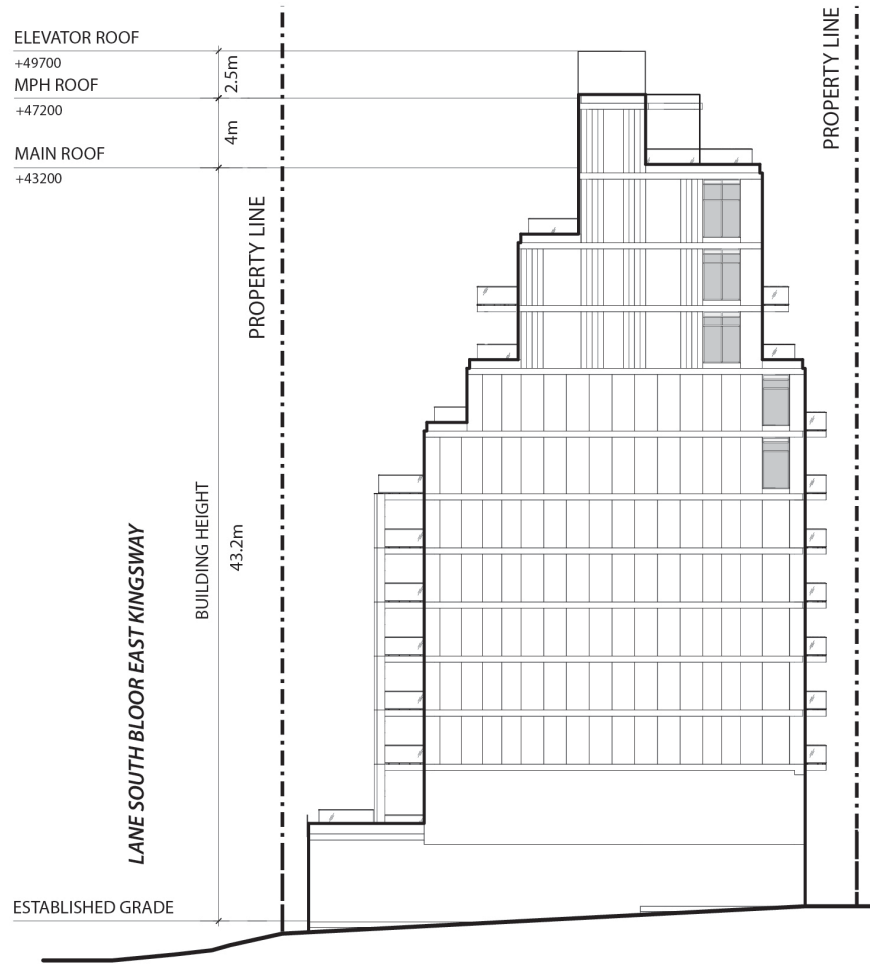 ELEVATOR ROOF
+49700
2.5m
MPH ROOF
+47200
4m
MAIN ROOF
+43200
PROPERTY LINE
PROPERTY LINE
BUILDING HEIGHT
43.2m
LANE SOUTH BLOOR EAST KINGSWAY
ESTABLISHED GRADE